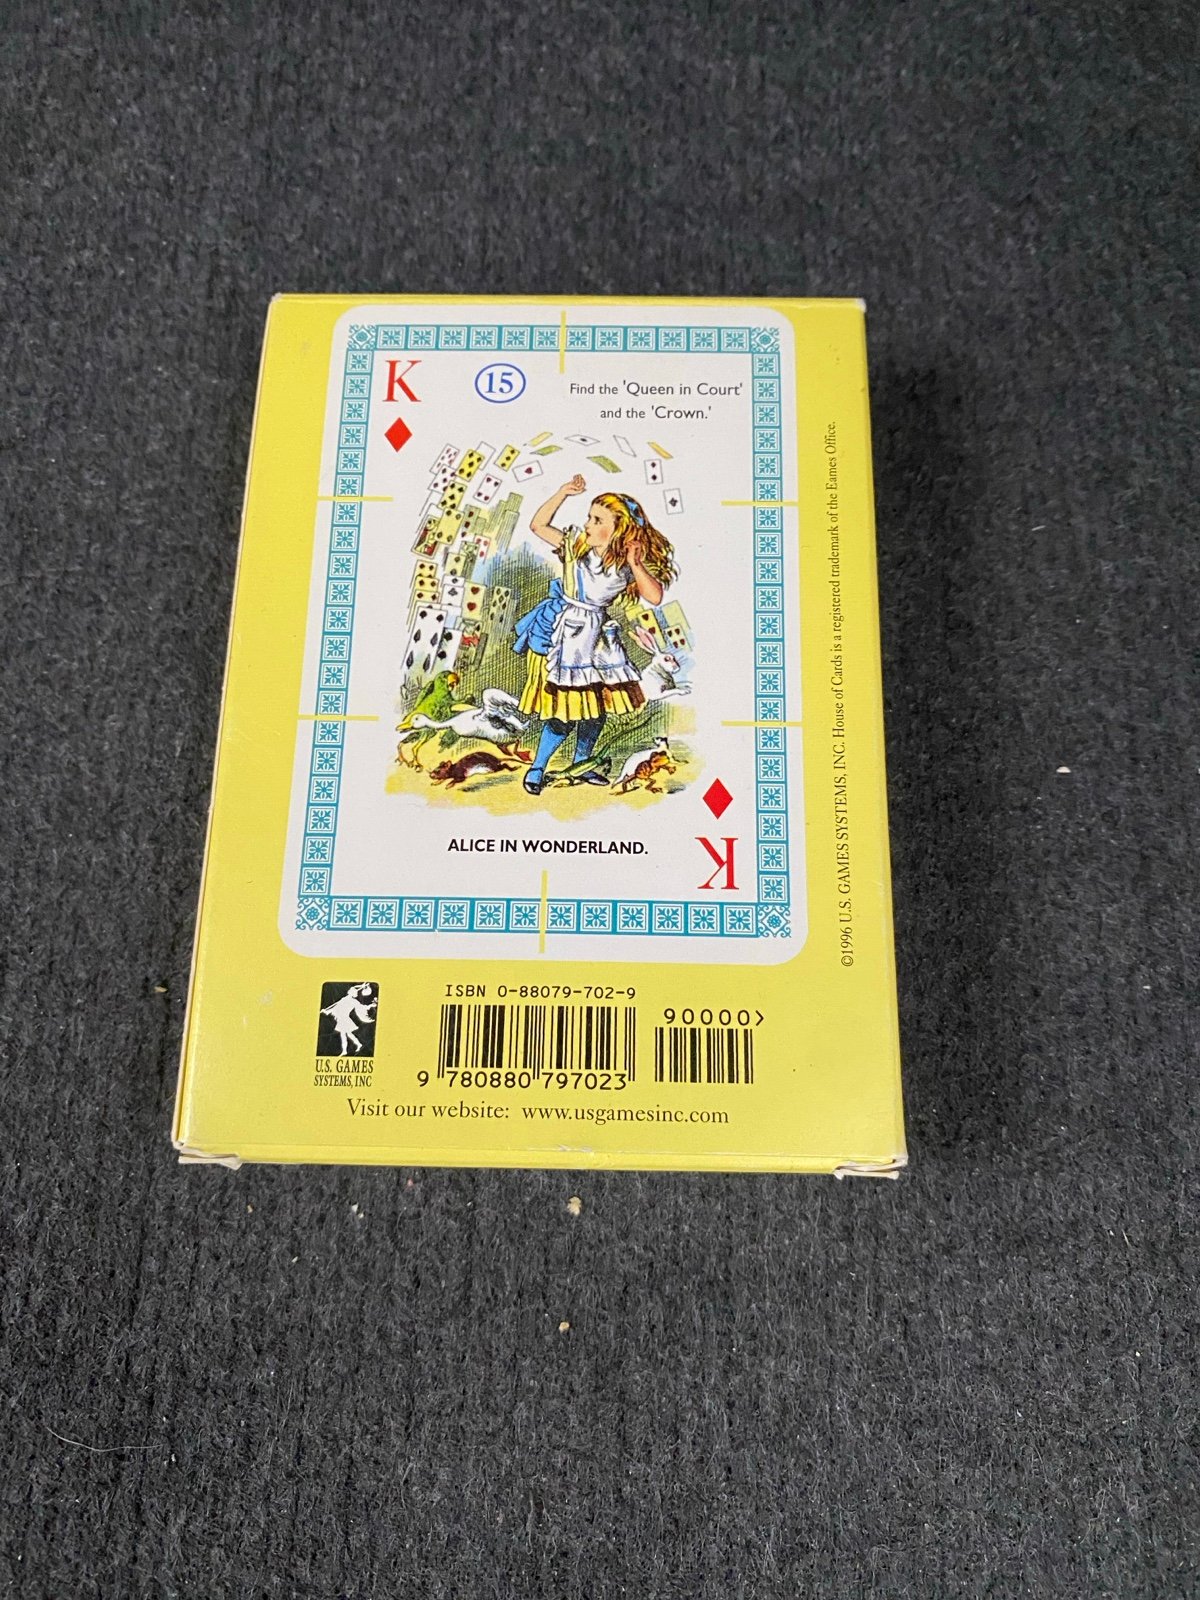 K
15
Find the 'Queen in Court'
and the 'Crown.'
ALICE IN WONDERLAND.
K
©1996 U.S. GAMES SYSTEMS, INC. House of Cards is a registered trademark of the Eames Office.
ISBN 0-88079-702-9
90000>
9 780880 797023
U.S. GAMES
SYSTEMS, INC
Visit our website: www.usgamesinc.com